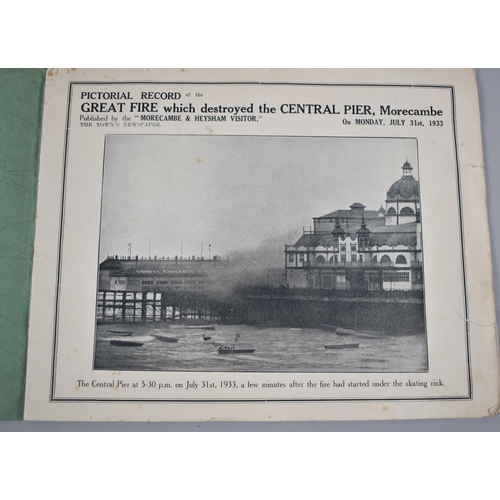 PICTORIAL RECORD of the
GREAT FIRE which destroyed the CENTRAL PIER, Morecambe
Published by the "MORECAMBE & HEYSHAM VISITOR,"
THE TOWN'S NEWSPAPER.
On MONDAY, JULY 31st, 1933
The Central Pier at 5-30 p.m. on July 31st, 1933, a few minutes after the fire had started under the skating rink.